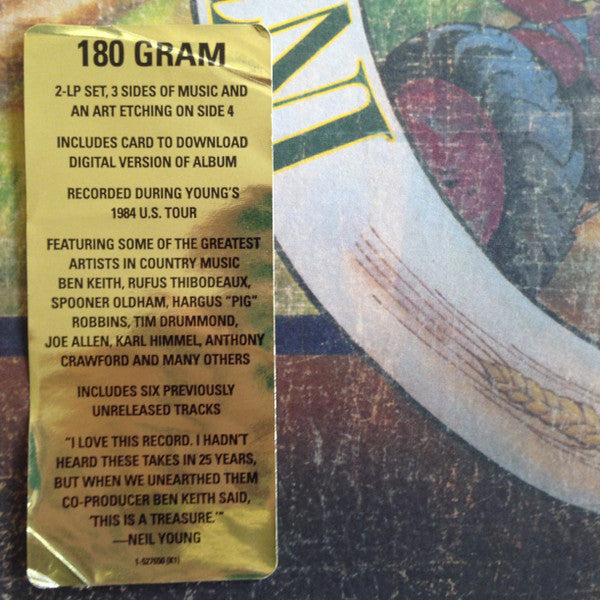 180 GRAM
2-LP SET, 3 SIDES OF MUSIC AND
AN ART ETCHING ON SIDE 4
INCLUDES CARD TO DOWNLOAD
DIGITAL VERSION OF ALBUM
RECORDED DURING YOUNG'S
1984 U.S. TOUR
FEATURING SOME OF THE GREATEST
ARTISTS IN COUNTRY MUSIC
BEN KEITH, RUFUS THIBODEAUX,
SPOONER OLDHAM, HARGUS "PIG"
ROBBINS, TIM DRUMMOND,
JOE ALLEN, KARL HIMMEL, ANTHONY
CRAWFORD AND MANY OTHERS
INCLUDES SIX PREVIOUSLY
UNRELEASED TRACKS
"I LOVE THIS RECORD. I HADN'T
HEARD THESE TAKES IN 25 YEARS,
BUT WHEN WE UNEARTHED THEM
CO-PRODUCER BEN KEITH SAID,
'THIS IS A TREASURE.'"
—NEIL YOUNG